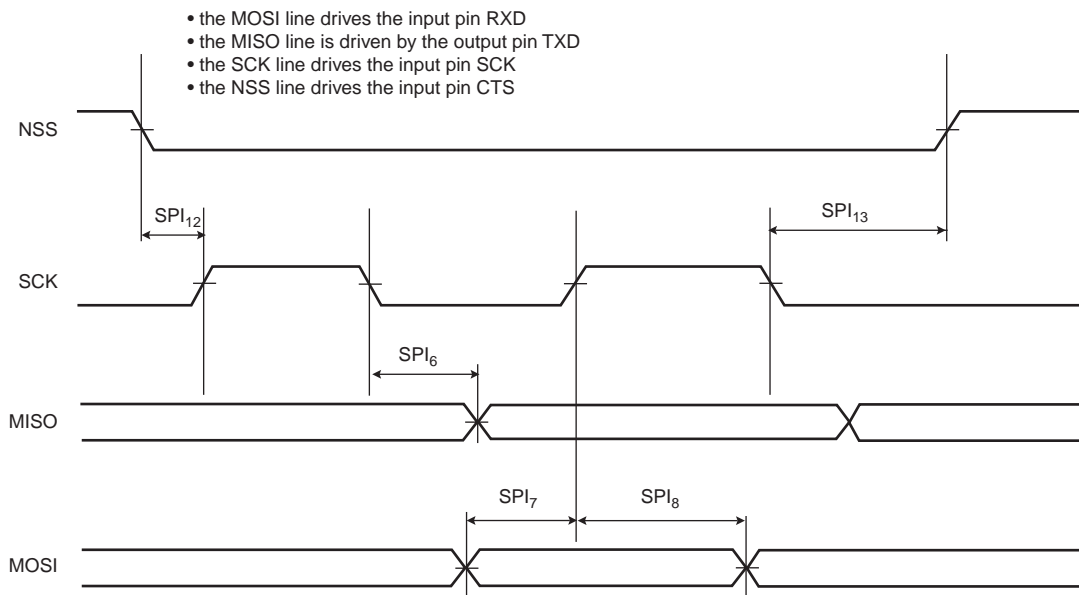 • the MOSI line drives the input pin RXD
• the MISO line is driven by the output pin TXD
• the SCK line drives the input pin SCK
• the NSS line drives the input pin CTS
NSS
SPI12
SPI13
SCK
SPI6
MISO
SPI7
SPI8
MOSI